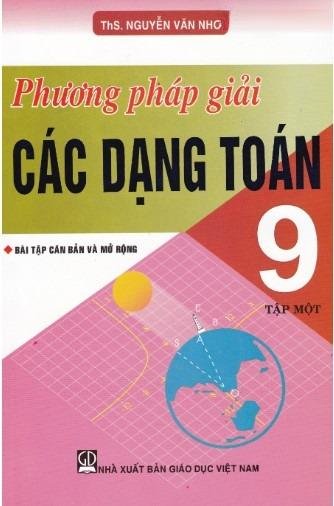 ThS. NGUYỄN VĂN NHO
Phương pháp giải
CÁC DẠNG TOÁN
9
BÀI TẬP CĂN BẢN VÀ MỞ RỘNG
TẬP MỘT
C
B
S
A
O
NHÀ XUẤT BẢN GIÁO DỤC VIỆT NAM